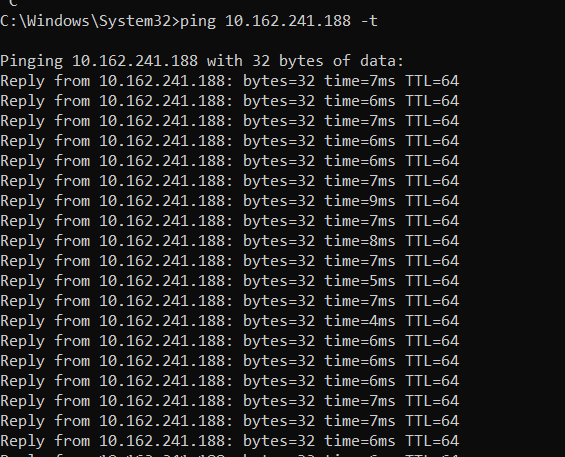 C:\Windows\System32>ping 10.162.241.188 -t
Pinging 10.162.241.188 with 32 bytes of data:
Reply from 10.162.241.188: bytes=32 time=7ms TTL=64
Reply from 10.162.241.188: bytes=32 time=6ms TTL=64
Reply from 10.162.241.188: bytes=32 time=7ms TTL=64
Reply from 10.162.241.188: bytes=32 time=6ms TTL=64
Reply from 10.162.241.188: bytes=32 time=6ms TTL=64
Reply from 10.162.241.188: bytes=32 time=7ms TTL=64
Reply from 10.162.241.188: bytes=32 time=9ms TTL=64
Reply from 10.162.241.188: bytes=32 time=7ms TTL=64
Reply from 10.162.241.188: bytes=32 time=8ms TTL=64
Reply from 10.162.241.188: bytes=32 time=7ms TTL=64
Reply from 10.162.241.188: bytes=32 time=5ms TTL=64
Reply from 10.162.241.188: bytes=32 time=7ms TTL=64
Reply from 10.162.241.188: bytes=32 time=4ms TTL=64
Reply from 10.162.241.188: bytes=32 time=6ms TTL=64
Reply from 10.162.241.188: bytes=32 time=6ms TTL=64
Reply from 10.162.241.188: bytes=32 time=6ms TTL=64
Reply from 10.162.241.188: bytes=32 time=7ms TTL=64
Reply from 10.162.241.188: bytes=32 time=7ms TTL=64
Reply from 10.162.241.188: bytes=32 time=6ms TTL=64